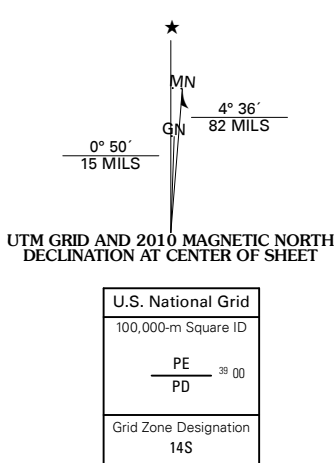 ★
MN
4° 36´
82 MILS
GN
0° 50´
15 MILS
UTM GRID AND 2010 MAGNETIC NORTH
DECLINATION AT CENTER OF SHEET
U.S. National Grid
100,000-m Square ID
PE
39 00
PD
Grid Zone Designation
14S